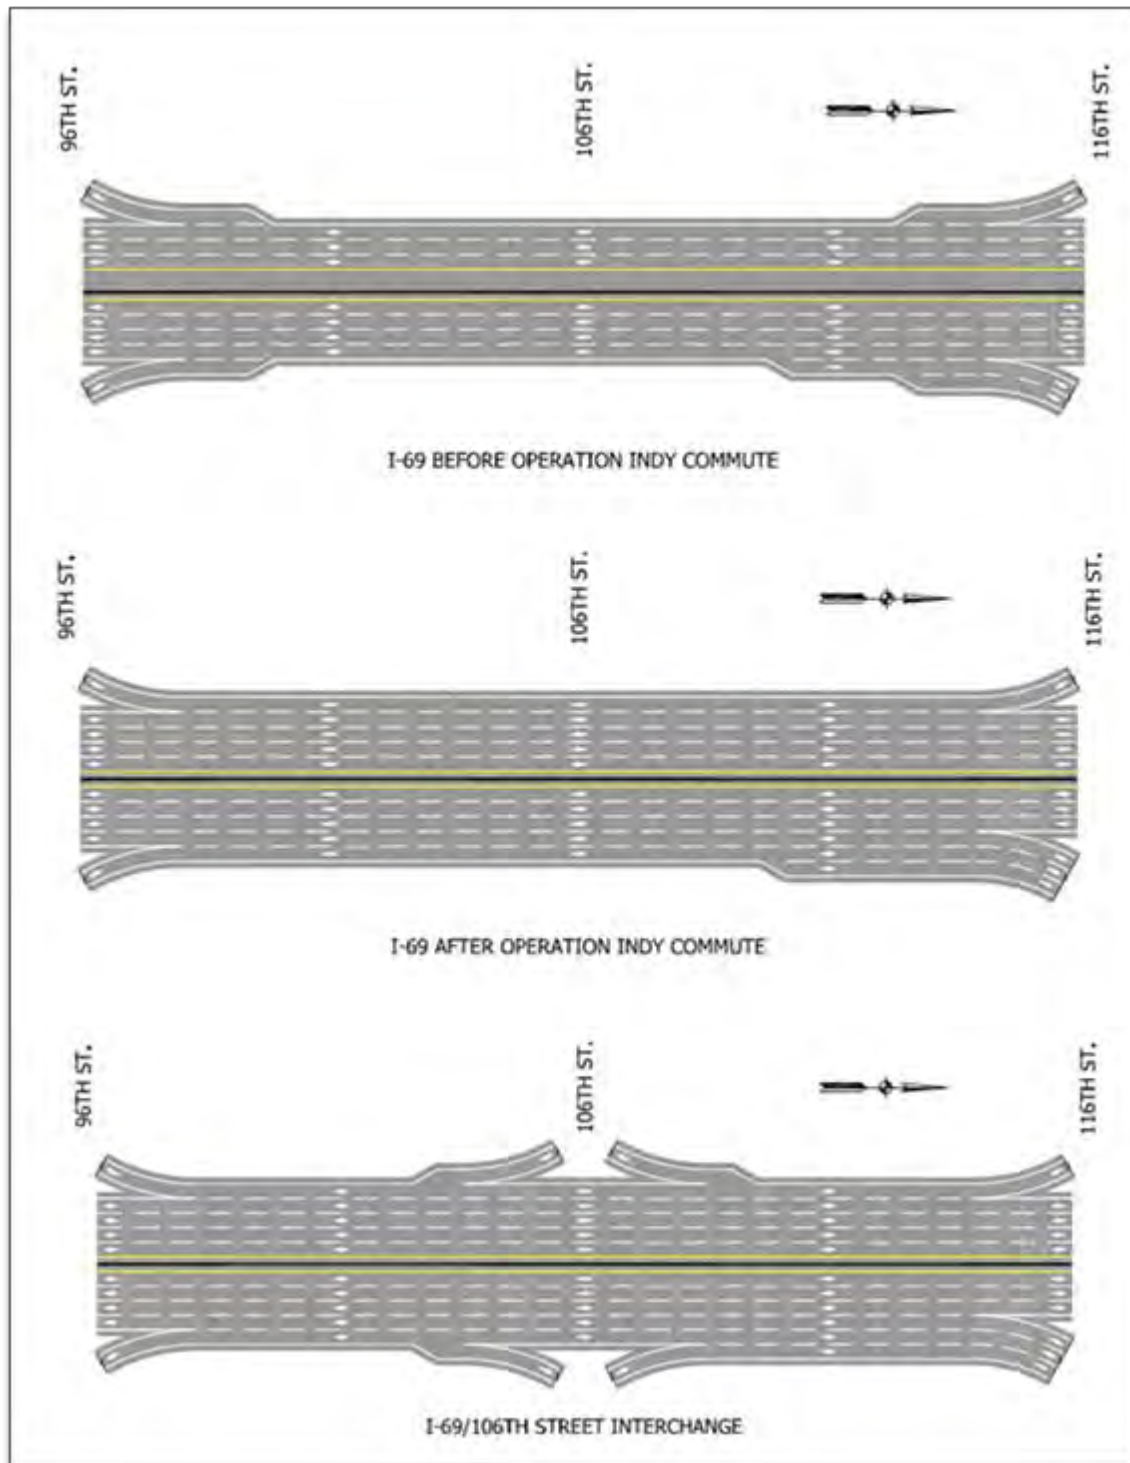 96TH ST.
106TH ST.
116TH ST.
I-69 BEFORE OPERATION INDY COMMUTE
96TH ST.
106TH ST.
116TH ST.
I-69 AFTER OPERATION INDY COMMUTE
96TH ST.
106TH ST.
116TH ST.
I-69/106TH STREET INTERCHANGE